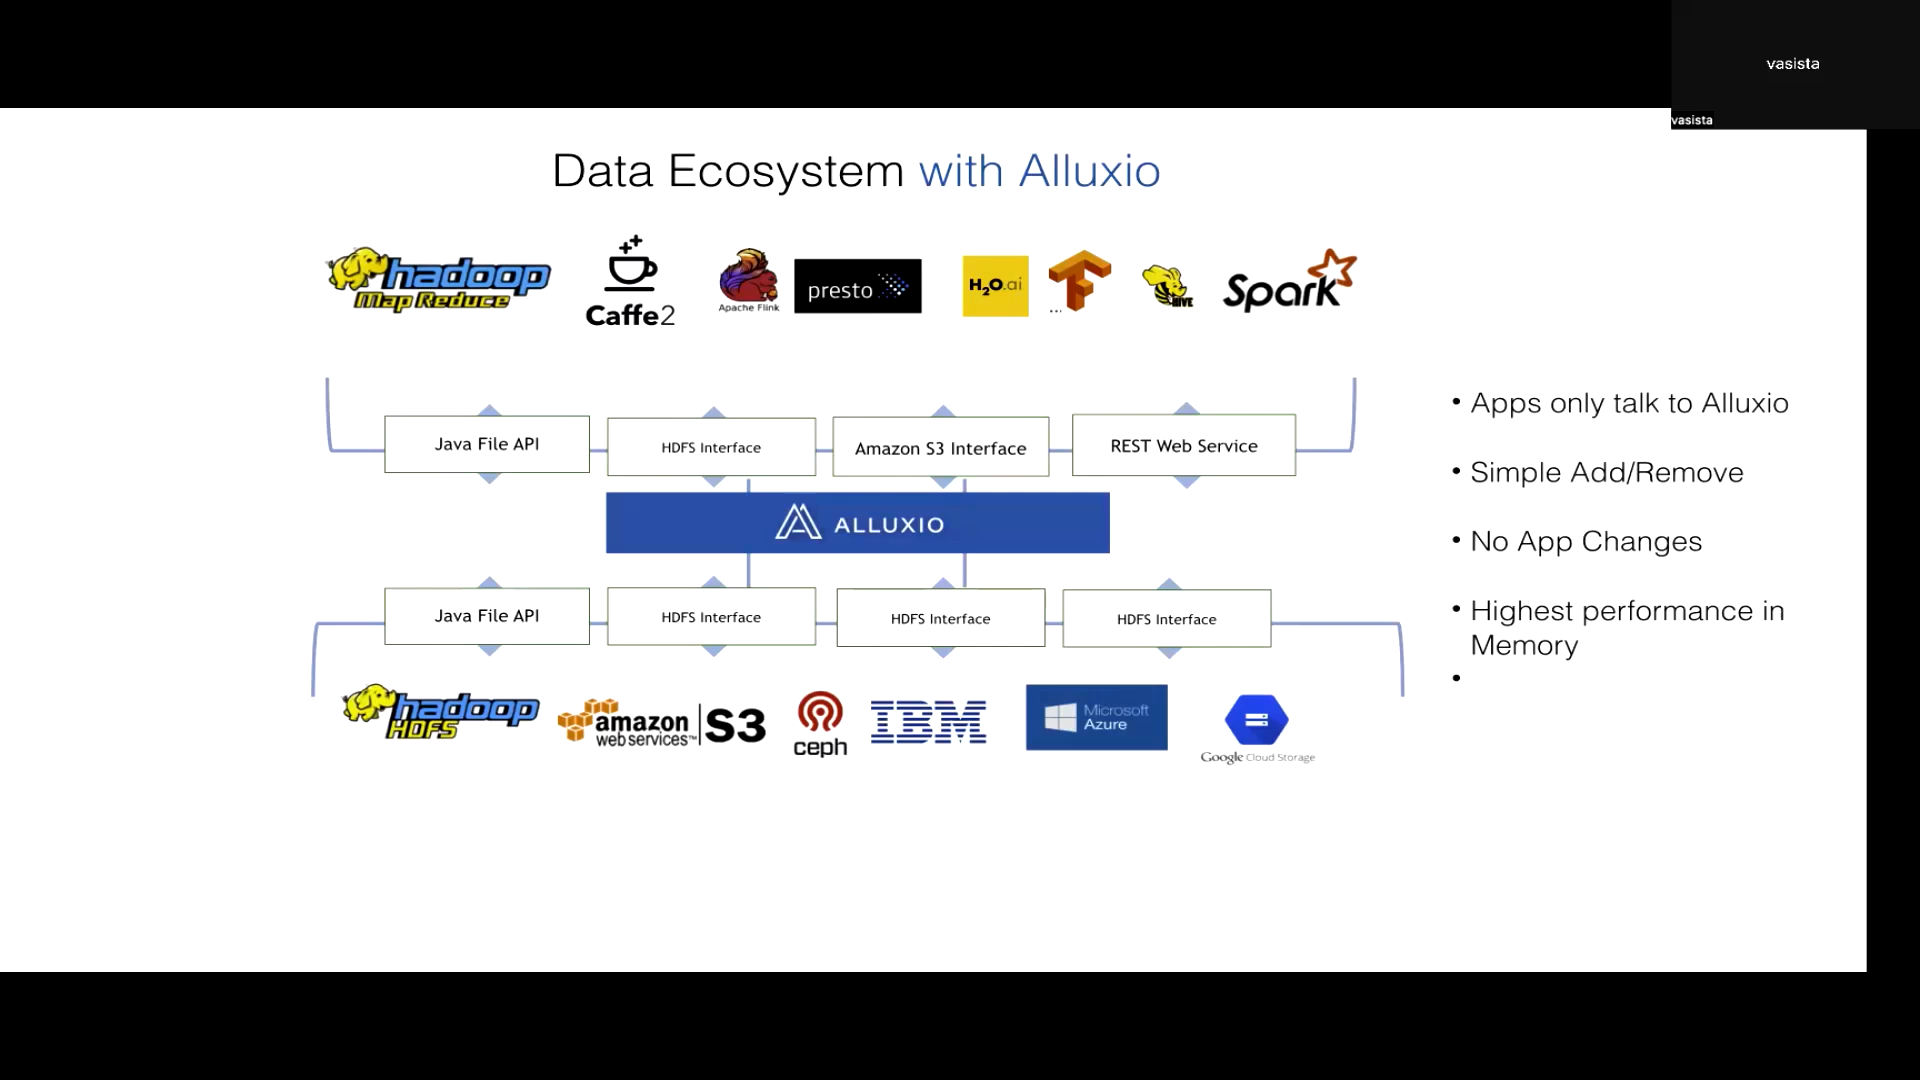 vasista
vasista
Data Ecosystem with Alluxio
hadoop
Map Reduce
Caffe2
Apache Flink
presto
H2O.ai
...
HIVE
Spark
Java File API
HDFS Interface
Amazon S3 Interface
REST Web Service
ALLUXIO
Java File API
HDFS Interface
HDFS Interface
HDFS Interface
hadoop
HDFS
amazon
web services™
S3
ceph
IBM
Microsoft
Azure
Google Cloud Storage
• Apps only talk to Alluxio
• Simple Add/Remove
• No App Changes
• Highest performance in
Memory
•